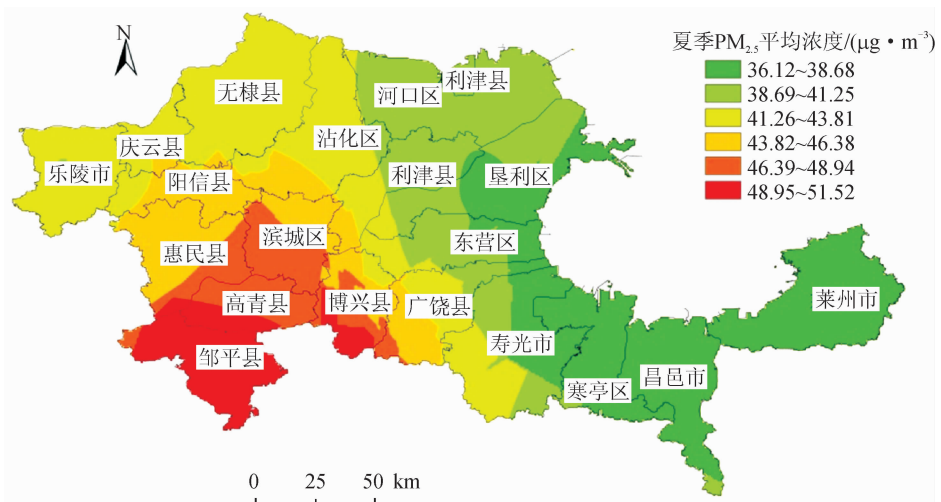 N
夏季PM2.5平均浓度/(μg·m⁻³)
36.12~38.68
38.69~41.25
41.26~43.81
43.82~46.38
46.39~48.94
48.95~51.52
无棣县
河口区
利津县
庆云县
沾化区
乐陵市
阳信县
利津县
垦利区
惠民县
滨城区
东营区
高青县
博兴县
广饶县
莱州市
邹平县
寿光市
寒亭区
昌邑市
0 25 50 km